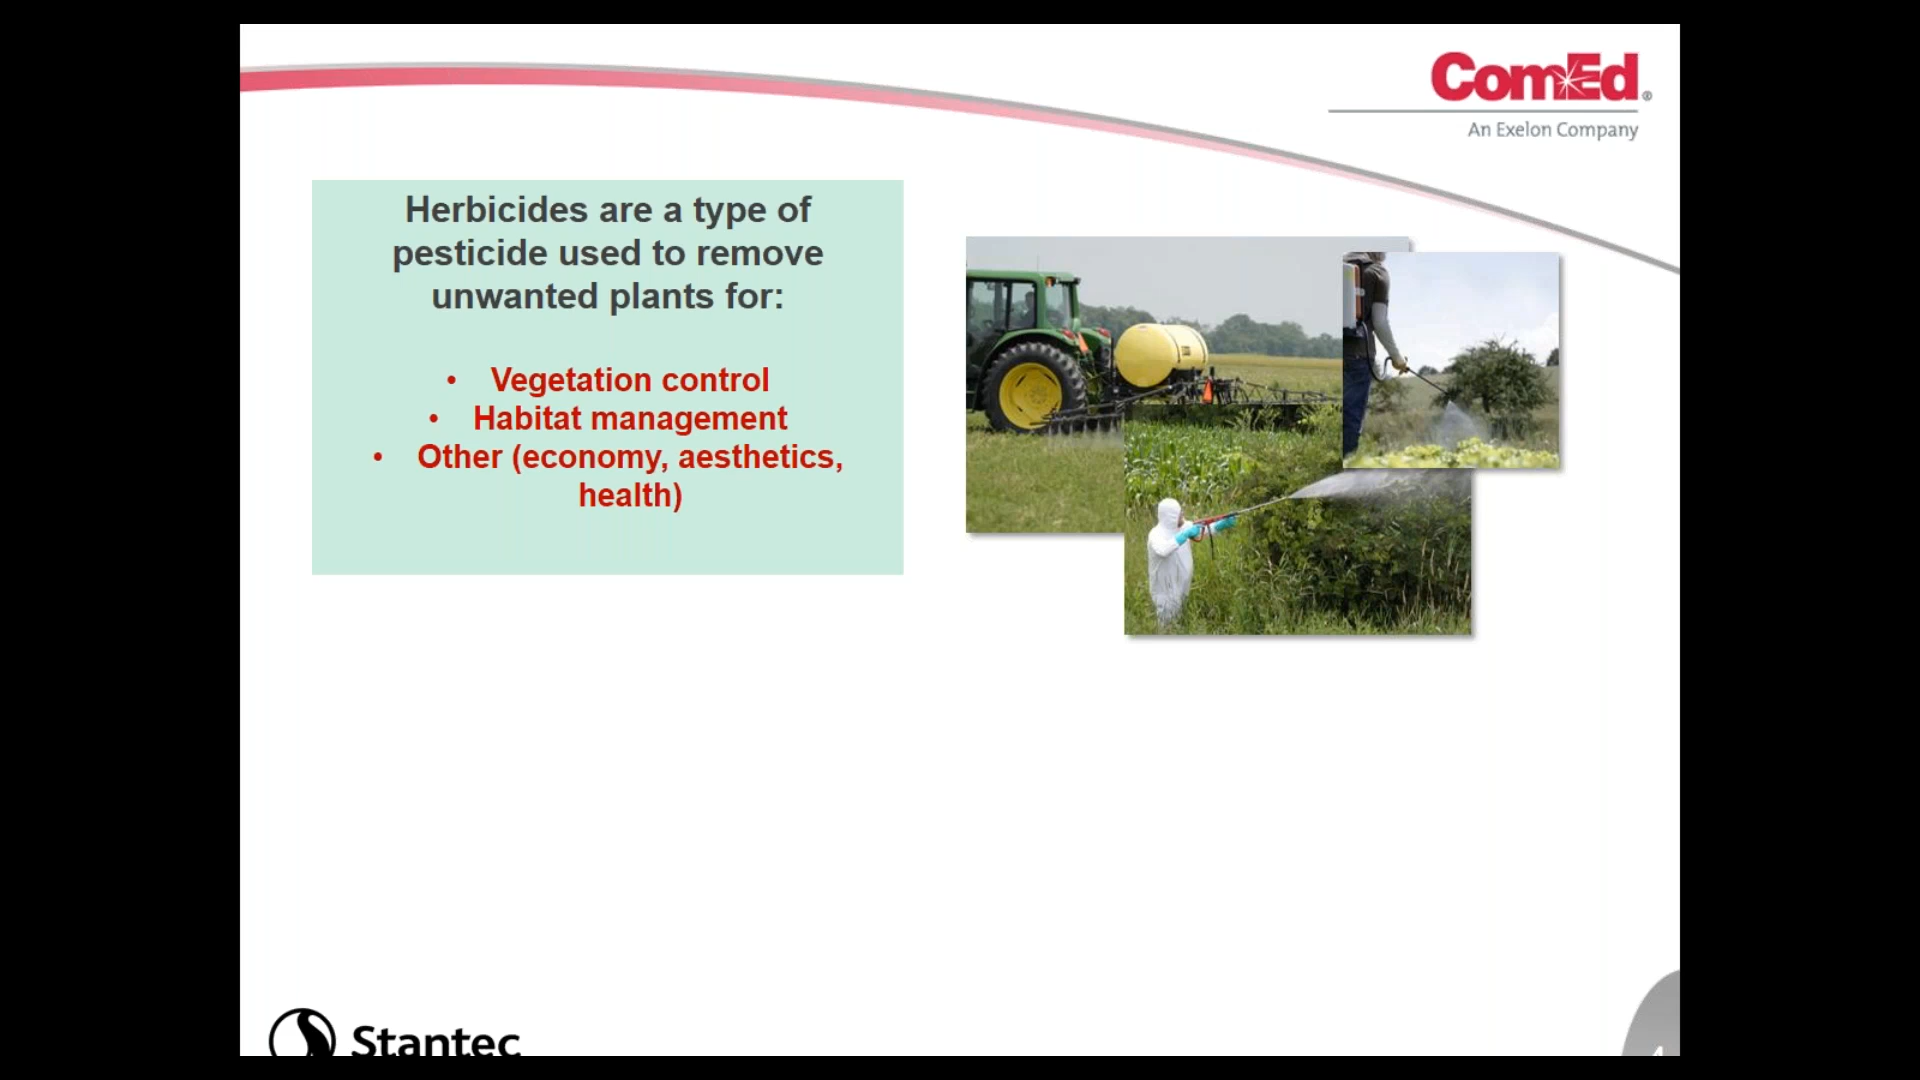 ComEd®
An Exelon Company
Herbicides are a type of
pesticide used to remove
unwanted plants for:
• Vegetation control
• Habitat management
• Other (economy, aesthetics,
health)
Stantec